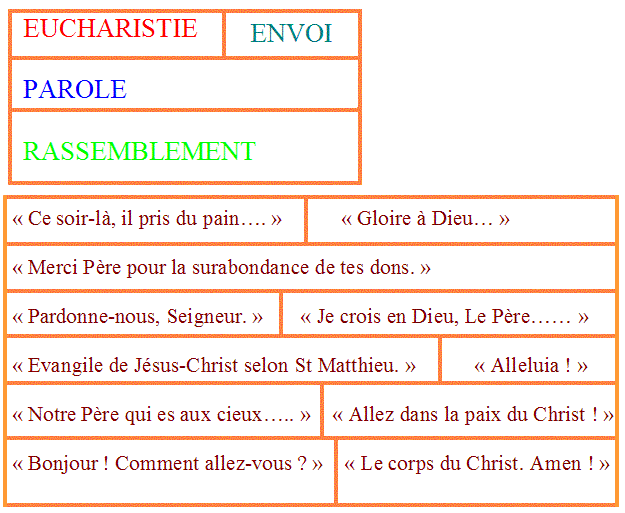 EUCHARISTIE ENVOI
PAROLE
RASSEMBLEMENT
« Ce soir-là, il pris du pain.... » « Gloire à Dieu... »
« Merci Père pour la surabondance de tes dons. »
« Pardonne-nous, Seigneur. » « Je crois en Dieu, Le Père...... »
« Evangile de Jésus-Christ selon St Matthieu. » « Alleluia ! »
« Notre Père qui es aux cieux..... » « Allez dans la paix du Christ ! »
« Bonjour ! Comment allez-vous ? » « Le corps du Christ. Amen ! »